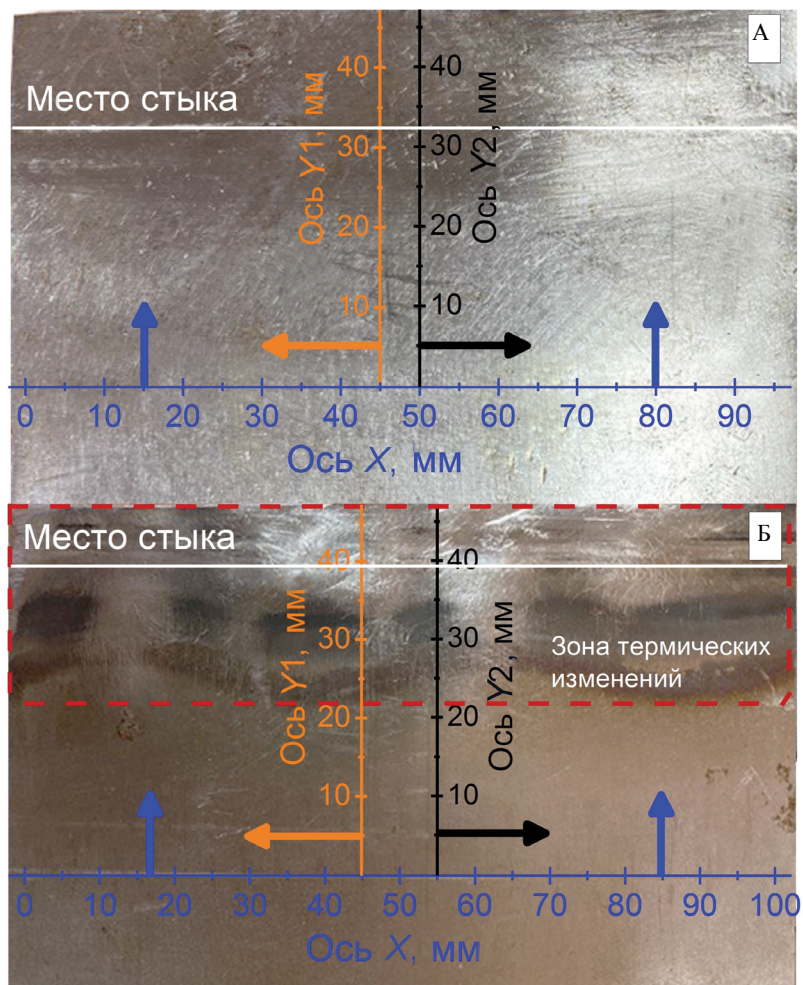 А
Место стыка
40
30
20
10
Ось Y1, мм
40
30
20
10
Ось Y2, мм
0 10 20 30 40 50 60 70 80 90
Ось X, мм
Б
Место стыка
40
30
20
10
Ось Y1, мм
40
30
20
10
Ось Y2, мм
Зона термических
изменений
0 10 20 30 40 50 60 70 80 90 100
Ось X, мм